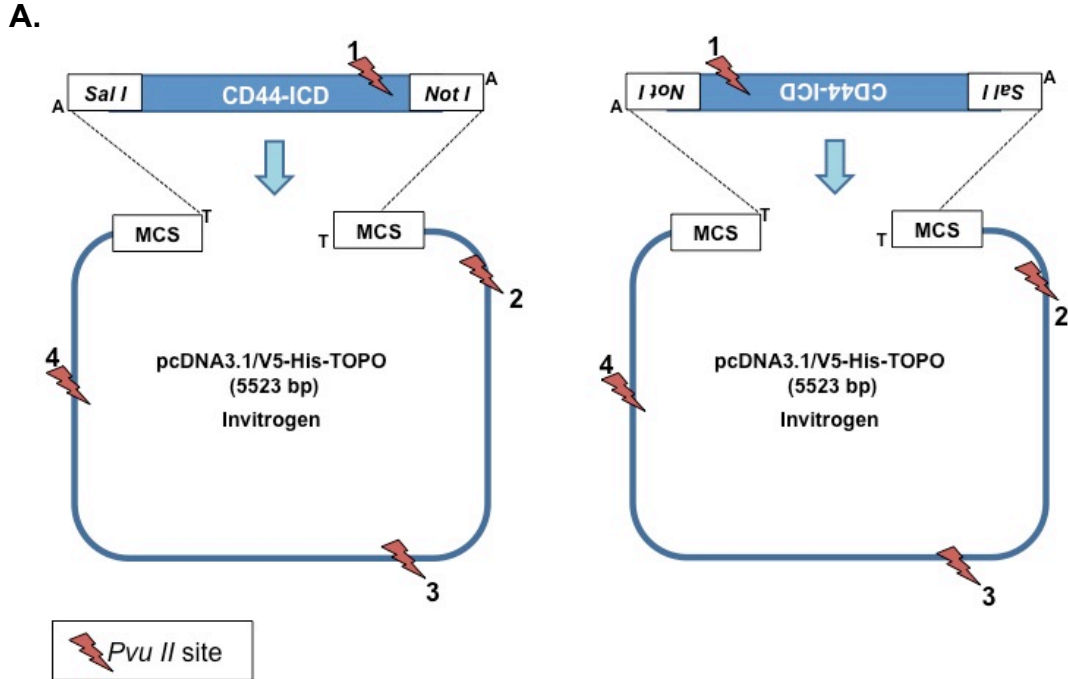 A.
1
A
Sal I
CD44-ICD
Not I
A
T
MCS
T
MCS
2
4
pcDNA3.1/V5-His-TOPO
(5523 bp)
Invitrogen
3
1
A
Not I
CD44-ICD
Sal I
A
T
MCS
T
MCS
2
4
pcDNA3.1/V5-His-TOPO
(5523 bp)
Invitrogen
3
Pvu II site